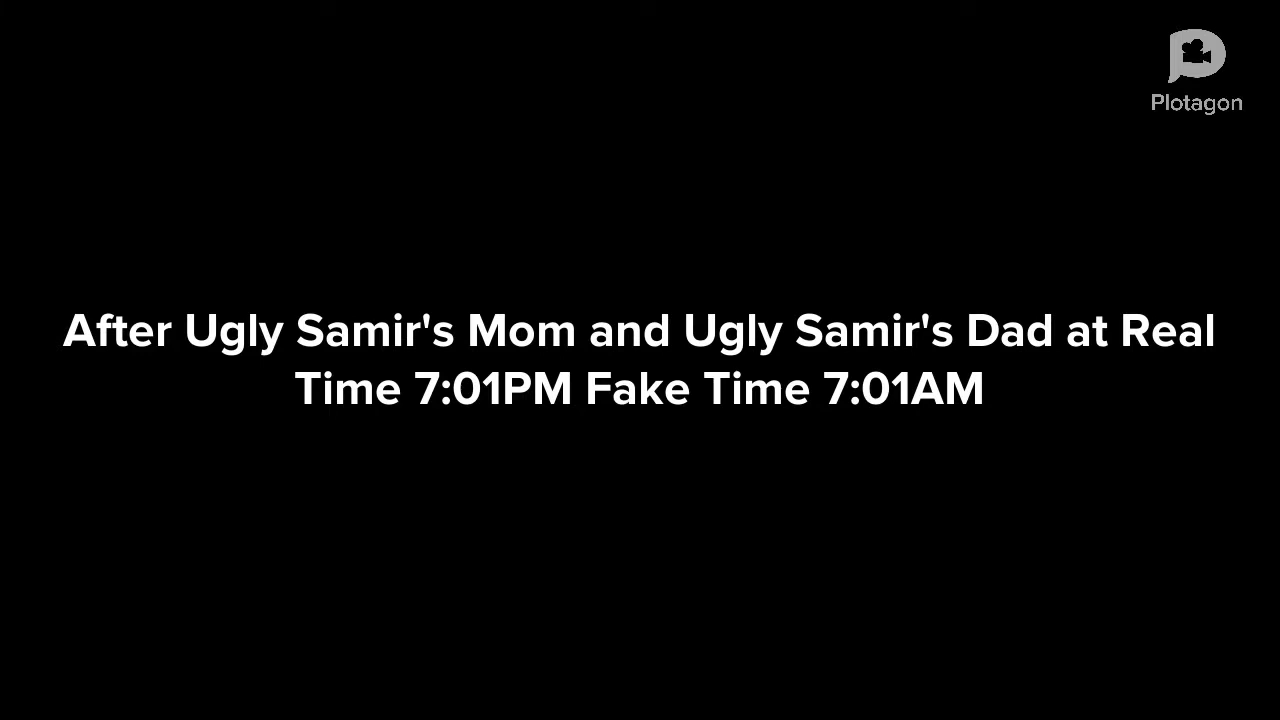 Plotagon
After Ugly Samir's Mom and Ugly Samir's Dad at Real
Time 7:01PM Fake Time 7:01AM